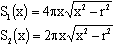 S₁(x) = 4πx√(x² − r²)
S₂(x) = 2πx√(x² − r²)